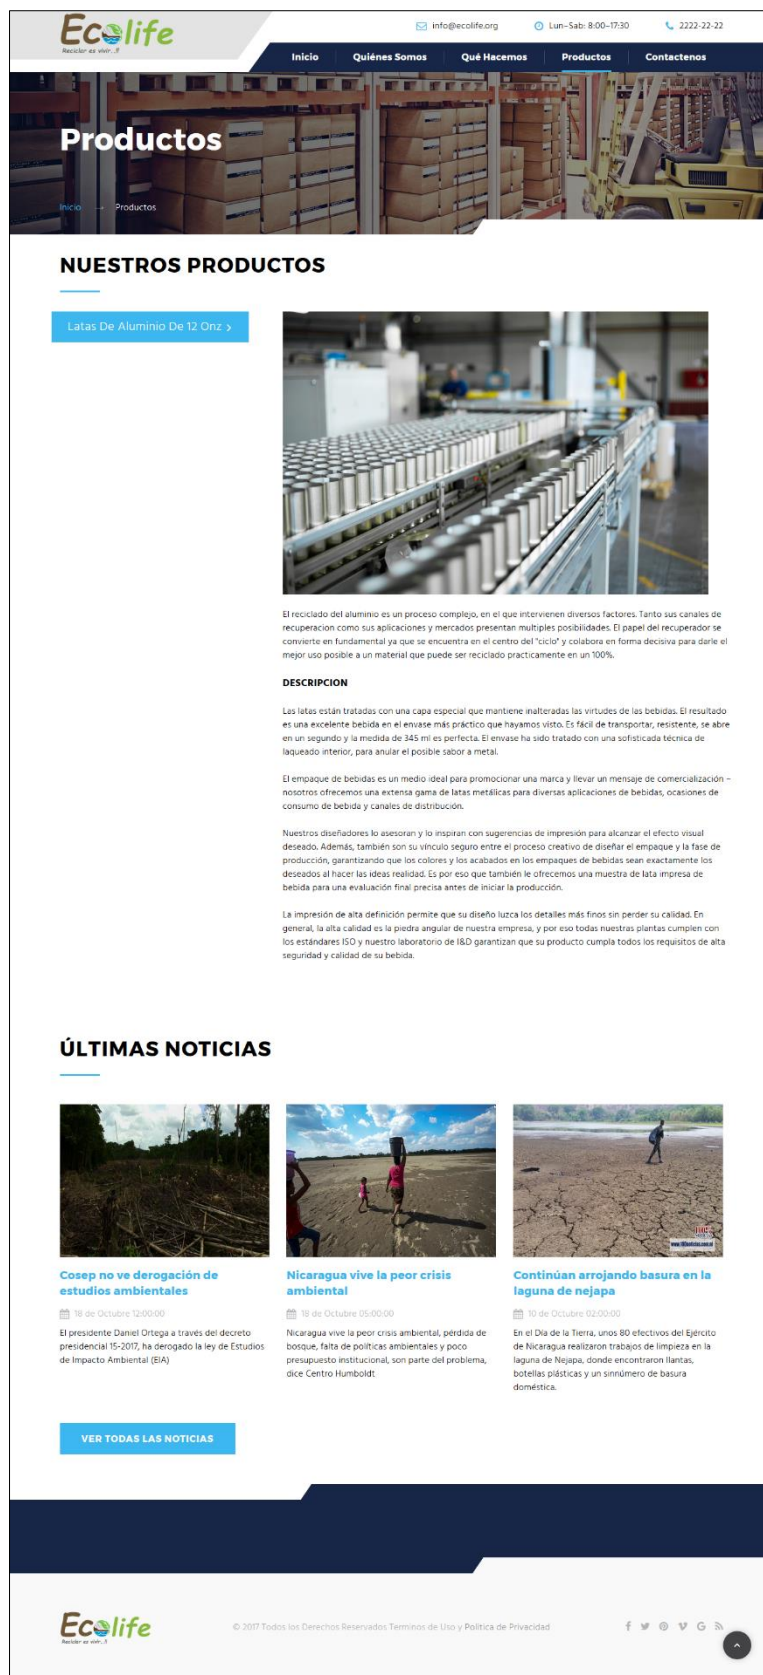 Ecolife
Reciclar es vivir..!!
info@ecolife.org
Lun-Sab: 8:00-17:30
2222-22-22
Inicio
Quiénes Somos
Qué Hacemos
Productos
Contactenos
Productos
Inicio → Productos
NUESTROS PRODUCTOS
Latas De Aluminio De 12 Onz >
El reciclado del aluminio es un proceso complejo, en el que intervienen diversos factores. Tanto sus canales de
recuperacion como sus aplicaciones y mercados presentan multiples posibilidades. El papel del recuperador se
convierte en fundamental ya que se encuentra en el centro del "ciclo" y colabora en forma decisiva para darle el
mejor uso posible a un material que puede ser reciclado practicamente en un 100%.
DESCRIPCION
Las latas están tratadas con una capa especial que mantiene inalteradas las virtudes de las bebidas. El resultado
es una excelente bebida en el envase más práctico que hayamos visto. Es fácil de transportar, resistente, se abre
en un segundo y la medida de 345 ml es perfecta. El envase ha sido tratado con una sofisticada técnica de
laqueado interior, para anular el posible sabor a metal.
El empaque de bebidas es un medio ideal para promocionar una marca y llevar un mensaje de comercialización –
nosotros ofrecemos una extensa gama de latas metálicas para diversas aplicaciones de bebidas, ocasiones de
consumo de bebida y canales de distribución.
Nuestros diseñadores lo asesoran y lo inspiran con sugerencias de impresión para alcanzar el efecto visual
deseado. Además, también son su vínculo seguro entre el proceso creativo de diseñar el empaque y la fase de
producción, garantizando que los colores y los acabados en los empaques de bebidas sean exactamente los
deseados al hacer las ideas realidad. Es por eso que también le ofrecemos una muestra de lata impresa de
bebida para una evaluación final precisa antes de iniciar la producción.
La impresión de alta definición permite que su diseño luzca los detalles más finos sin perder su calidad. En
general, la alta calidad es la piedra angular de nuestra empresa, y por eso todas nuestras plantas cumplen con
los estándares ISO y nuestro laboratorio de I&D garantizan que su producto cumpla todos los requisitos de alta
seguridad y calidad de su bebida.
ÚLTIMAS NOTICIAS
Cosep no ve derogación de
estudios ambientales
18 de Octubre 12:00:00
El presidente Daniel Ortega a través del decreto
presidencial 15-2017, ha derogado la ley de Estudios
de Impacto Ambiental (EIA)
Nicaragua vive la peor crisis
ambiental
18 de Octubre 05:00:00
Nicaragua vive la peor crisis ambiental, pérdida de
bosque, falta de políticas ambientales y poco
presupuesto institucional, son parte del problema,
dice Centro Humboldt
Continúan arrojando basura en la
laguna de nejapa
10 de Octubre 02:00:00
En el Día de la Tierra, unos 80 efectivos del Ejército
de Nicaragua realizaron trabajos de limpieza en la
laguna de Nejapa, donde encontraron llantas,
botellas plásticas y un sinnúmero de basura
doméstica.
VER TODAS LAS NOTICIAS
Ecolife
Reciclar es vivir..!!
© 2017 Todos los Derechos Reservados Terminos de Uso y Politica de Privacidad